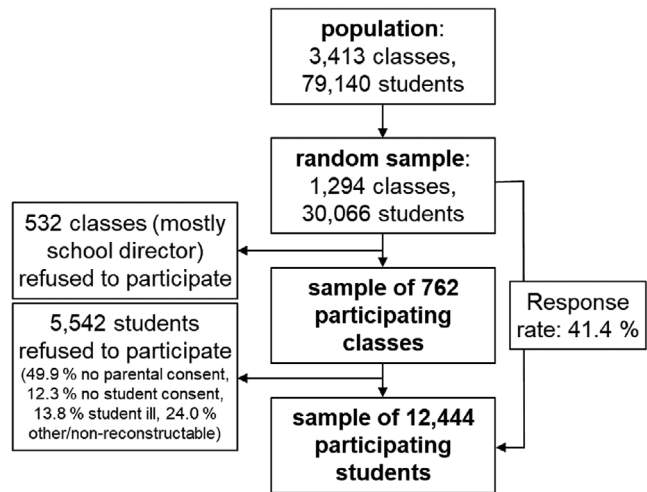 population:
3,413 classes,
79,140 students
random sample:
1,294 classes,
30,066 students
532 classes (mostly
school director)
refused to participate
sample of 762
participating
classes
Response
rate: 41.4 %
5,542 students
refused to participate
(49.9 % no parental consent,
12.3 % no student consent,
13.8 % student ill, 24.0 %
other/non-reconstructable)
sample of 12,444
participating
students